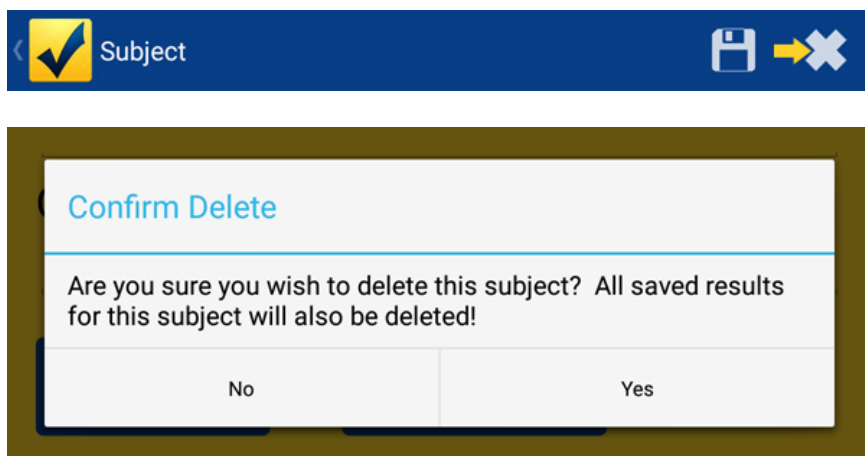 Subject
Confirm Delete
Are you sure you wish to delete this subject?  All saved results
for this subject will also be deleted!
No
Yes